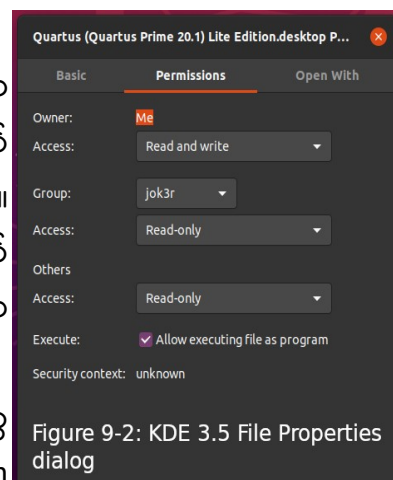 Quartus (Quartus Prime 20.1) Lite Edition.desktop P...
Basic Permissions Open With
Owner: Me
Access: Read and write
Group: jok3r
Access: Read-only
Others
Access: Read-only
Execute: Allow executing file as program
Security context: unknown
Figure 9-2: KDE 3.5 File Properties
dialog